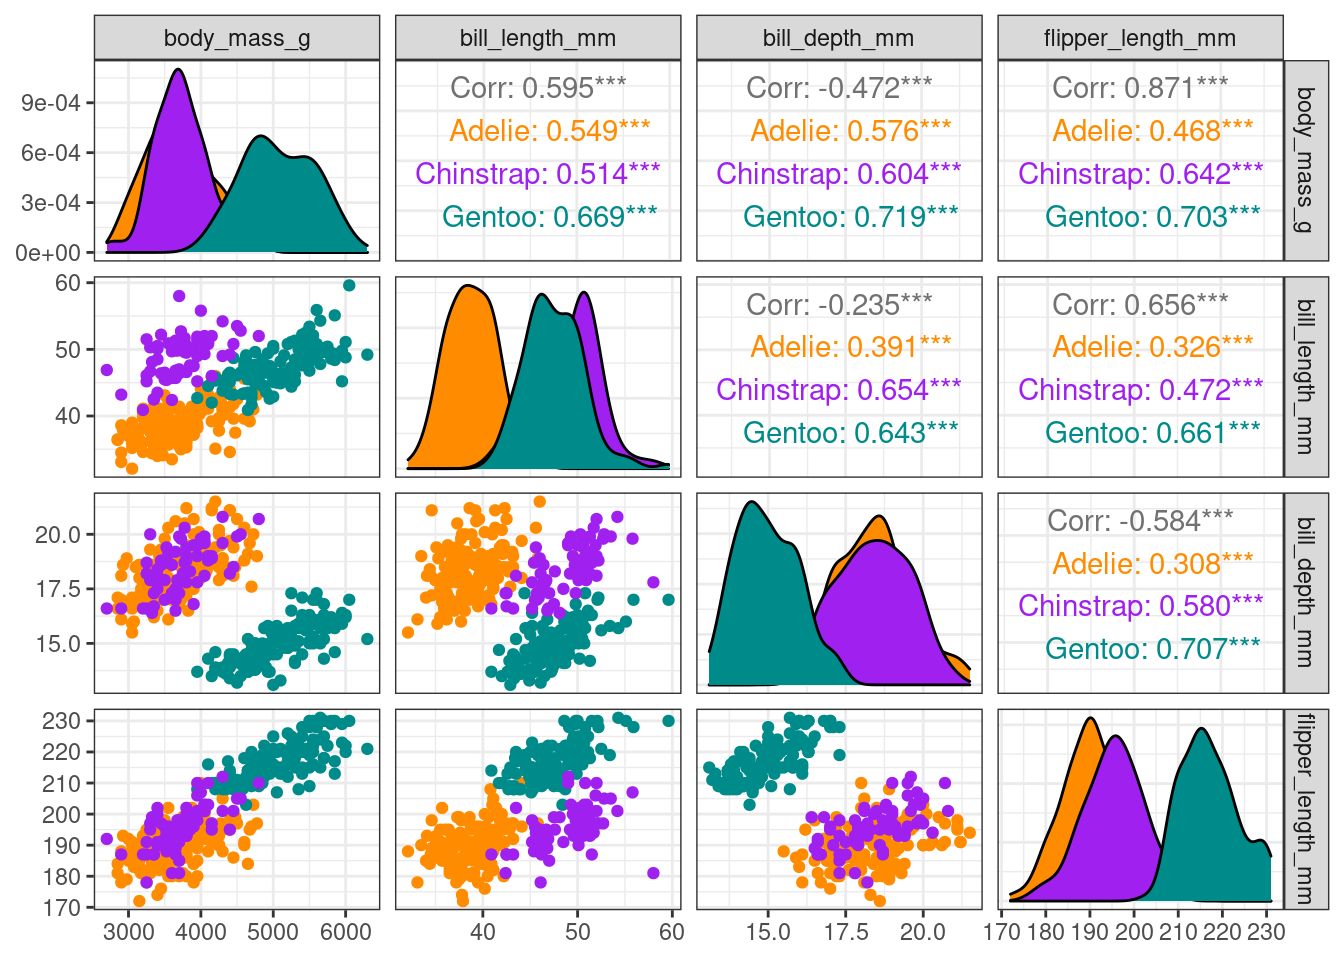 body_mass_g bill_length_mm bill_depth_mm flipper_length_mm
9e-04
6e-04
3e-04
0e+00
Corr: 0.595***
Adelie: 0.549***
Chinstrap: 0.514***
Gentoo: 0.669***
Corr: -0.472***
Adelie: 0.576***
Chinstrap: 0.604***
Gentoo: 0.719***
Corr: 0.871***
Adelie: 0.468***
Chinstrap: 0.642***
Gentoo: 0.703***
body_mass_g
60
50
40
Corr: -0.235***
Adelie: 0.391***
Chinstrap: 0.654***
Gentoo: 0.643***
Corr: 0.656***
Adelie: 0.326***
Chinstrap: 0.472***
Gentoo: 0.661***
bill_length_mm
20.0
17.5
15.0
Corr: -0.584***
Adelie: 0.308***
Chinstrap: 0.580***
Gentoo: 0.707***
bill_depth_mm
230
220
210
200
190
180
170
flipper_length_mm
3000 4000 5000 6000 40 50 60 15.0 17.5 20.0 170 180 190 200 210 220 230